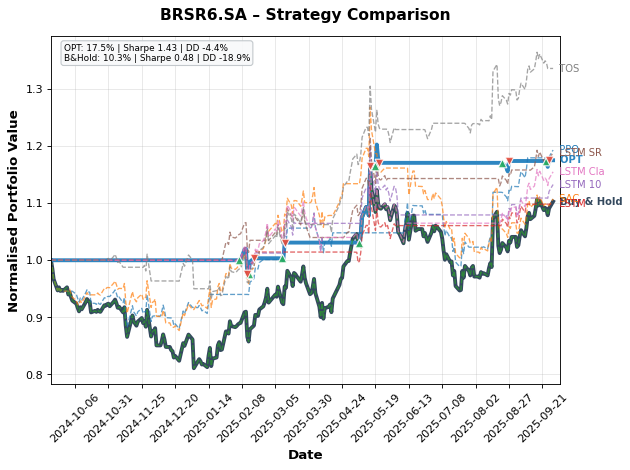 BRSR6.SA – Strategy Comparison
OPT: 17.5% | Sharpe 1.43 | DD -4.4%
B&Hold: 10.3% | Sharpe 0.48 | DD -18.9%
Normalised Portfolio Value
1.3
1.2
1.1
1.0
0.9
0.8
TOS
LSTM SR
OPT
LSTM Cla
LSTM 10
Buy & Hold
2024-10-06
2024-10-31
2024-11-25
2024-12-20
2025-01-14
2025-02-08
2025-03-05
2025-03-30
2025-04-24
2025-05-19
2025-06-13
2025-07-08
2025-08-02
2025-08-27
2025-09-21
Date